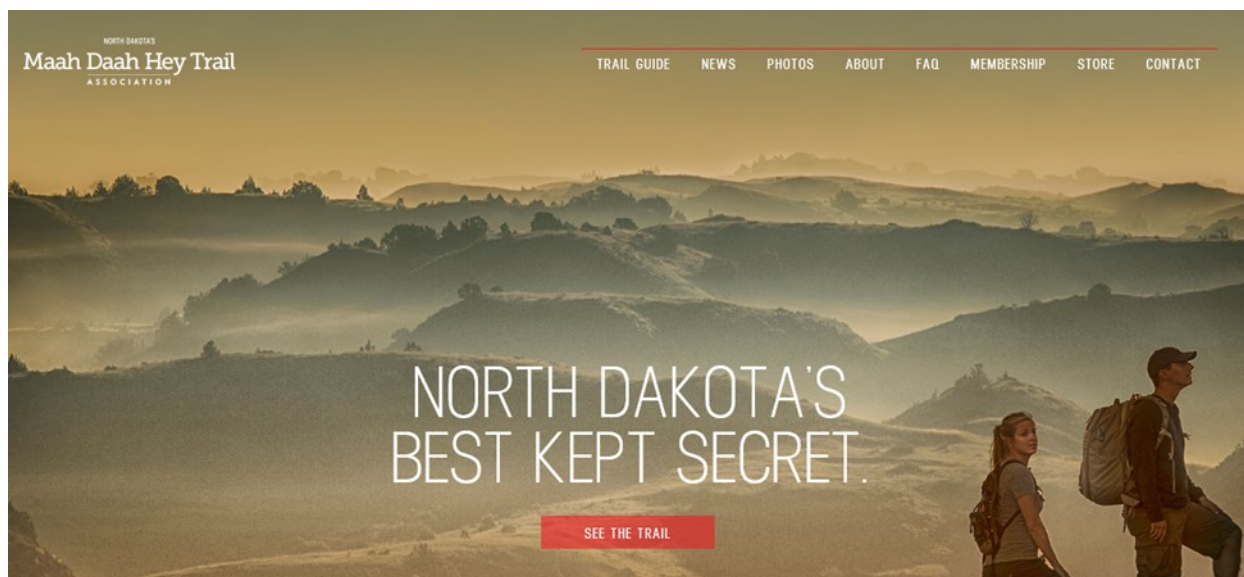 NORTH DAKOTA'S
Maah Daah Hey Trail
ASSOCIATION
TRAIL GUIDE NEWS PHOTOS ABOUT FAQ MEMBERSHIP STORE CONTACT
NORTH DAKOTA'S
BEST KEPT SECRET.
SEE THE TRAIL